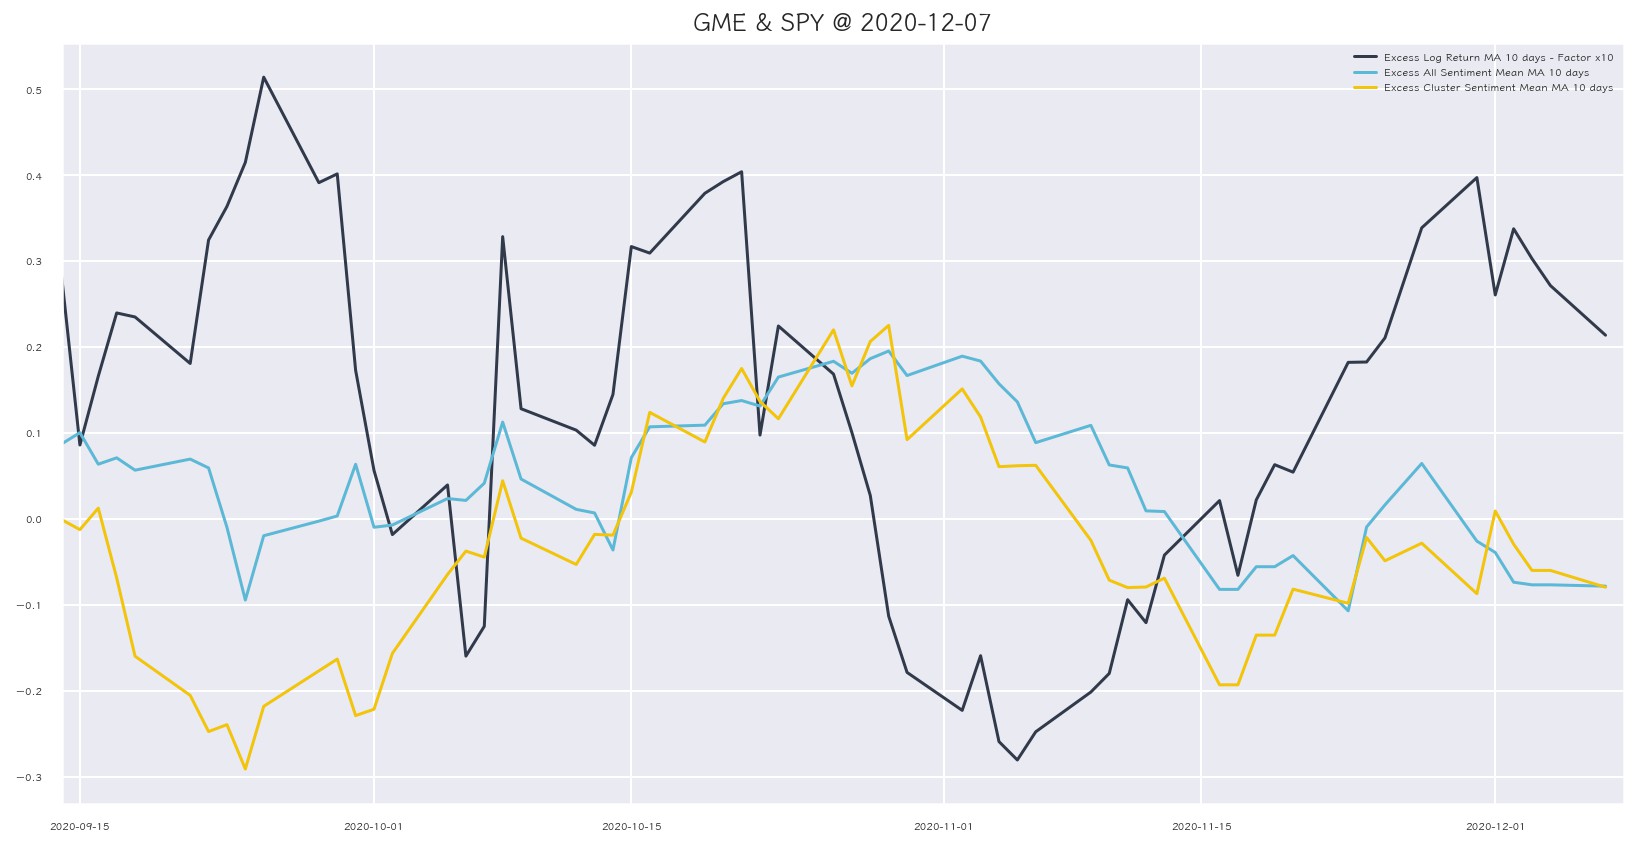 GME & SPY @ 2020-12-07
Excess Log Return MA 10 days - Factor x10
Excess All Sentiment Mean MA 10 days
Excess Cluster Sentiment Mean MA 10 days
0.5
0.4
0.3
0.2
0.1
0.0
−0.1
−0.2
−0.3
2020-09-15 2020-10-01 2020-10-15 2020-11-01 2020-11-15 2020-12-01